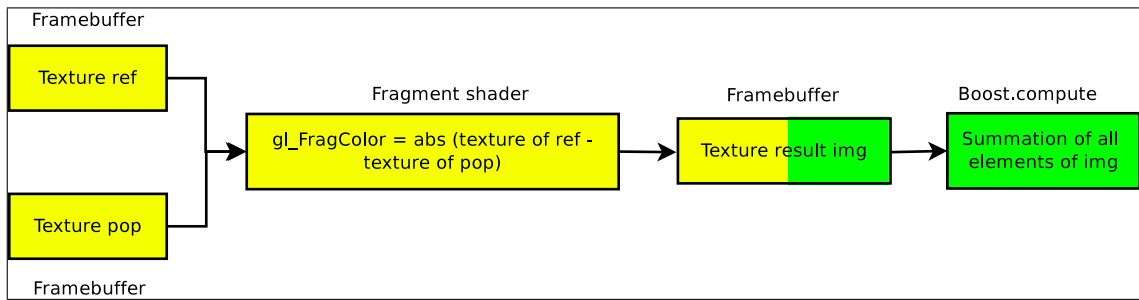 Framebuffer
Texture ref
Texture pop
Framebuffer
Fragment shader
gl_FragColor = abs (texture of ref -
texture of pop)
Framebuffer
Texture result img
Boost.compute
Summation of all
elements of img